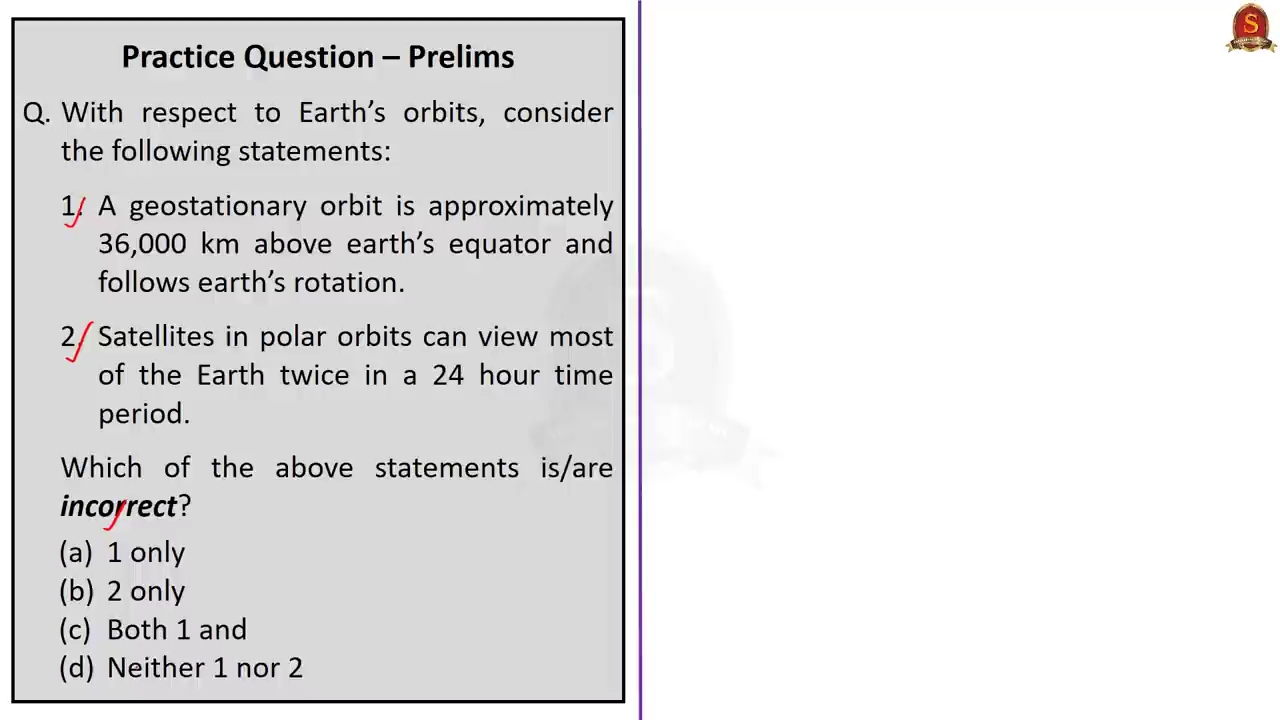 Practice Question – Prelims
Q. With respect to Earth’s orbits, consider
the following statements:
1. A geostationary orbit is approximately
36,000 km above earth’s equator and
follows earth’s rotation.
2. Satellites in polar orbits can view most
of the Earth twice in a 24 hour time
period.
Which of the above statements is/are
incorrect?
(a) 1 only
(b) 2 only
(c) Both 1 and
(d) Neither 1 nor 2
S